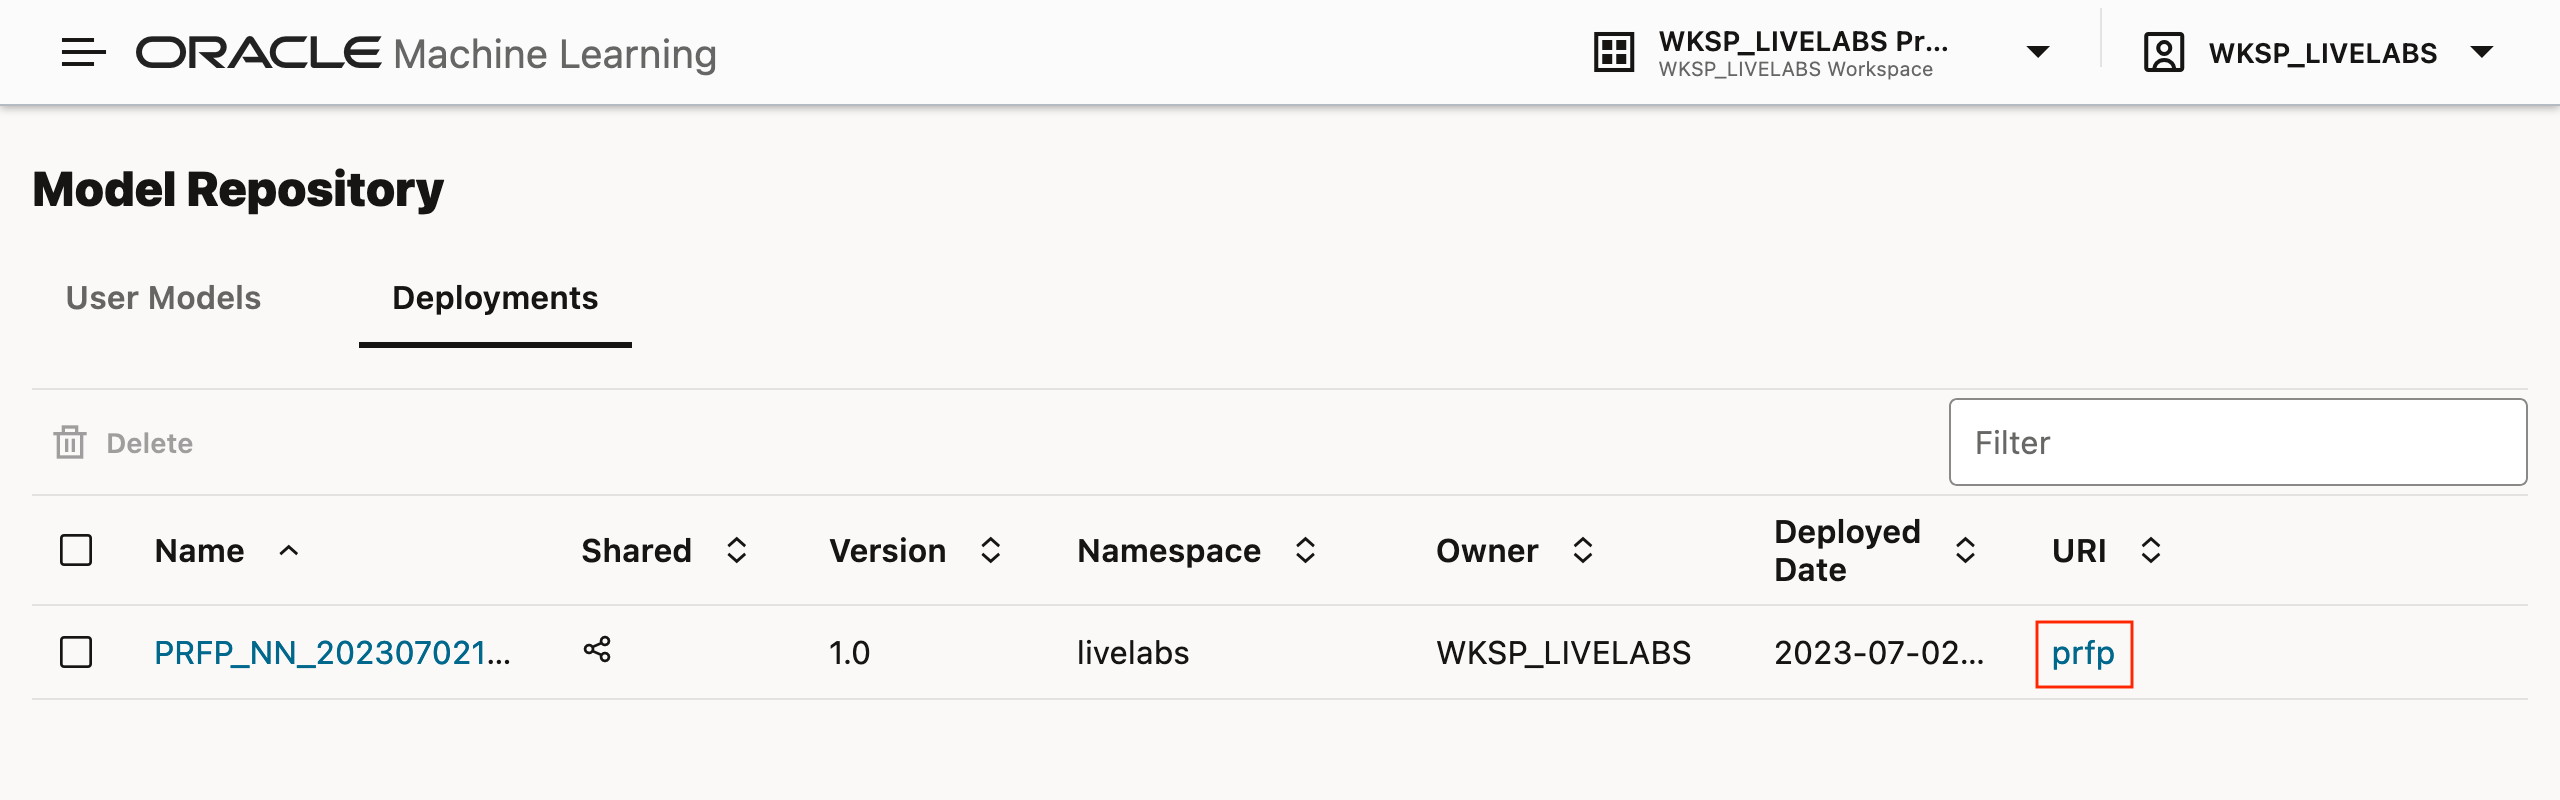 ORACLE Machine Learning
WKSP_LIVELABS Pr...
WKSP_LIVELABS Workspace
WKSP_LIVELABS
Model Repository
User Models
Deployments
Delete
Filter
Name
Shared
Version
Namespace
Owner
Deployed
Date
URI
PRFP_NN_202307021...
1.0
livelabs
WKSP_LIVELABS
2023-07-02...
prfp